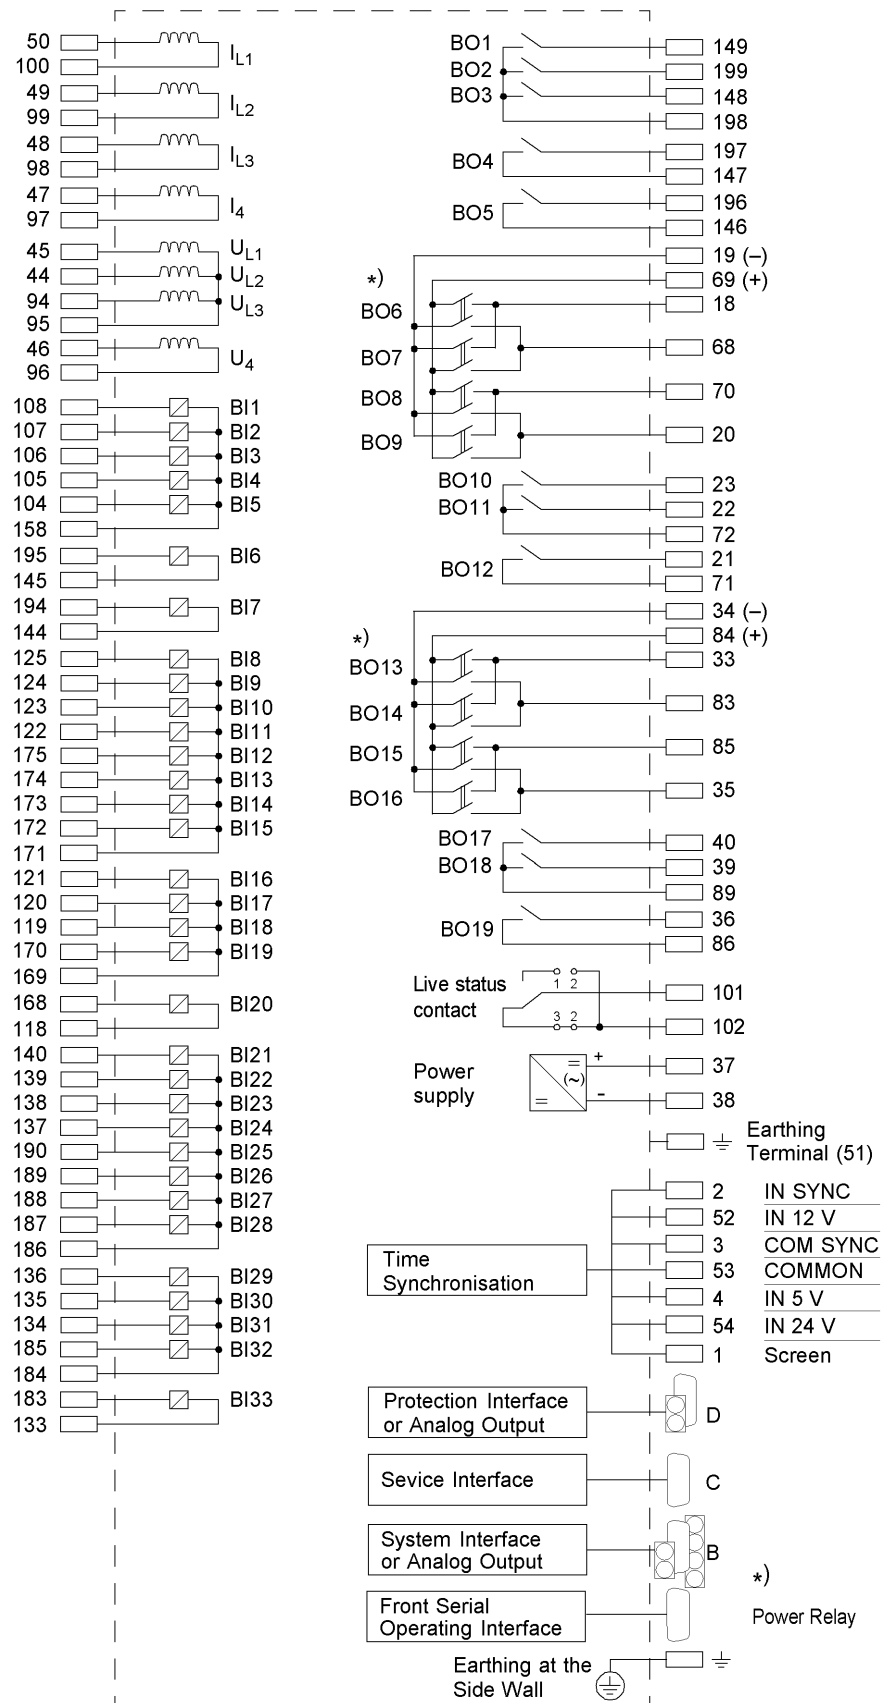 50
I L1
100
49
I L2
99
48
I L3
98
47
I 4
97
45 U L1
44 U L2
94 U L3
95
46
U 4
96
108 BI1
107 BI2
106 BI3
105 BI4
104 BI5
158
195 BI6
145
194 BI7
144
125 BI8
124 BI9
123 BI10
122 BI11
175 BI12
174 BI13
173 BI14
172 BI15
171
121 BI16
120 BI17
119 BI18
170 BI19
169
168 BI20
118
140 BI21
139 BI22
138 BI23
137 BI24
190 BI25
189 BI26
188 BI27
187 BI28
186
136 BI29
135 BI30
134 BI31
185 BI32
184
183 BI33
133
BO1 149
BO2 199
BO3 148
198
197
BO4
147
196
BO5
146
19 (–)
*) 69 (+)
BO6 18
BO7 68
BO8 70
BO9 20
BO10 23
BO11 22
72
21
BO12
71
34 (–)
*) 84 (+)
BO13 33
BO14 83
BO15 85
BO16 35
BO17 40
BO18 39
89
36
BO19
86
Live status
contact
1 2
101
3 2
102
Power
supply
= + 37
(~)
= - 38
Earthing
Terminal (51)
2 IN SYNC
52 IN 12 V
3 COM SYNC
Time
Synchronisation
53 COMMON
4 IN 5 V
54 IN 24 V
1 Screen
Protection Interface
or Analog Output
D
Sevice Interface
C
System Interface
or Analog Output
B
*)
Front Serial
Operating Interface
Power Relay
Earthing at the
Side Wall